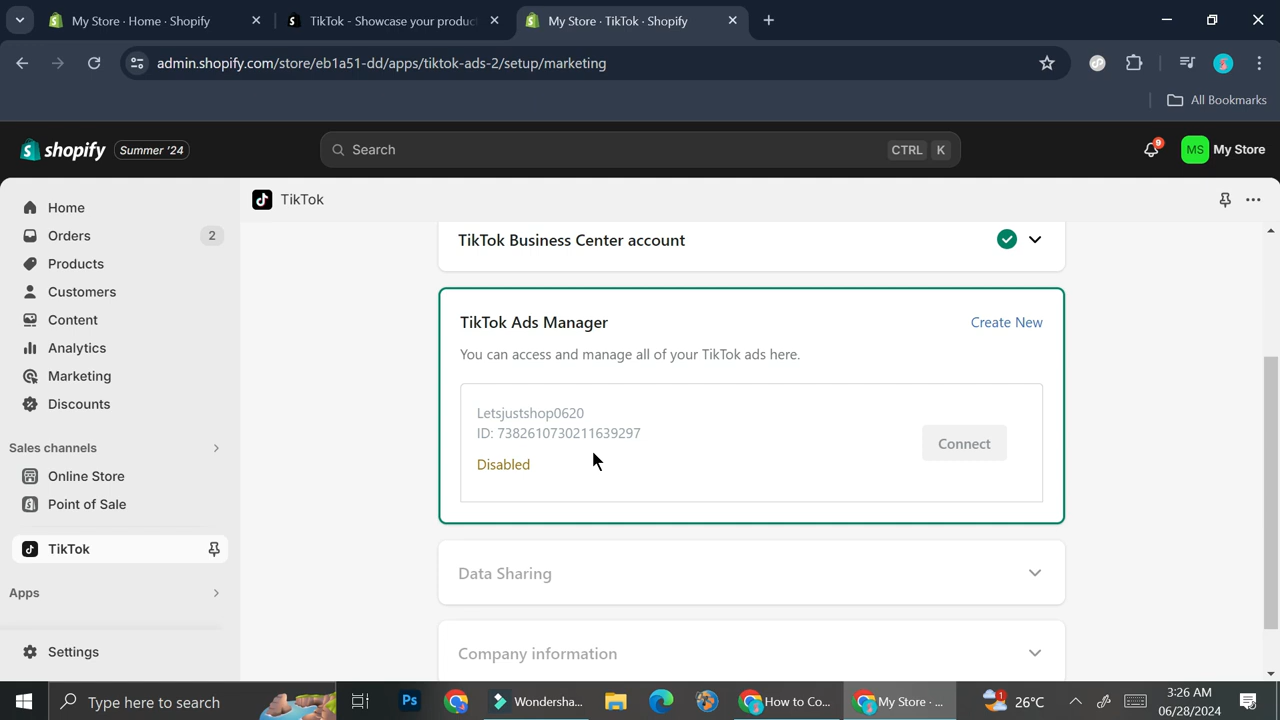 My Store · Home · Shopify
TikTok - Showcase your produc
My Store · TikTok · Shopify
admin.shopify.com/store/eb1a51-dd/apps/tiktok-ads-2/setup/marketing
All Bookmarks
shopify
Summer '24
Search
CTRL K
9
MS
My Store
Home
Orders
2
Products
Customers
Content
Analytics
Marketing
Discounts
Sales channels
Online Store
Point of Sale
TikTok
Apps
Settings
TikTok
TikTok Business Center account
TikTok Ads Manager
Create New
You can access and manage all of your TikTok ads here.
Letsjustshop0620
ID: 7382610730211639297
Disabled
Connect
Data Sharing
Company information
Type here to search
Ps
Wondersha...
How to Co...
My Store · ...
1
26°C
3:26 AM
06/28/2024